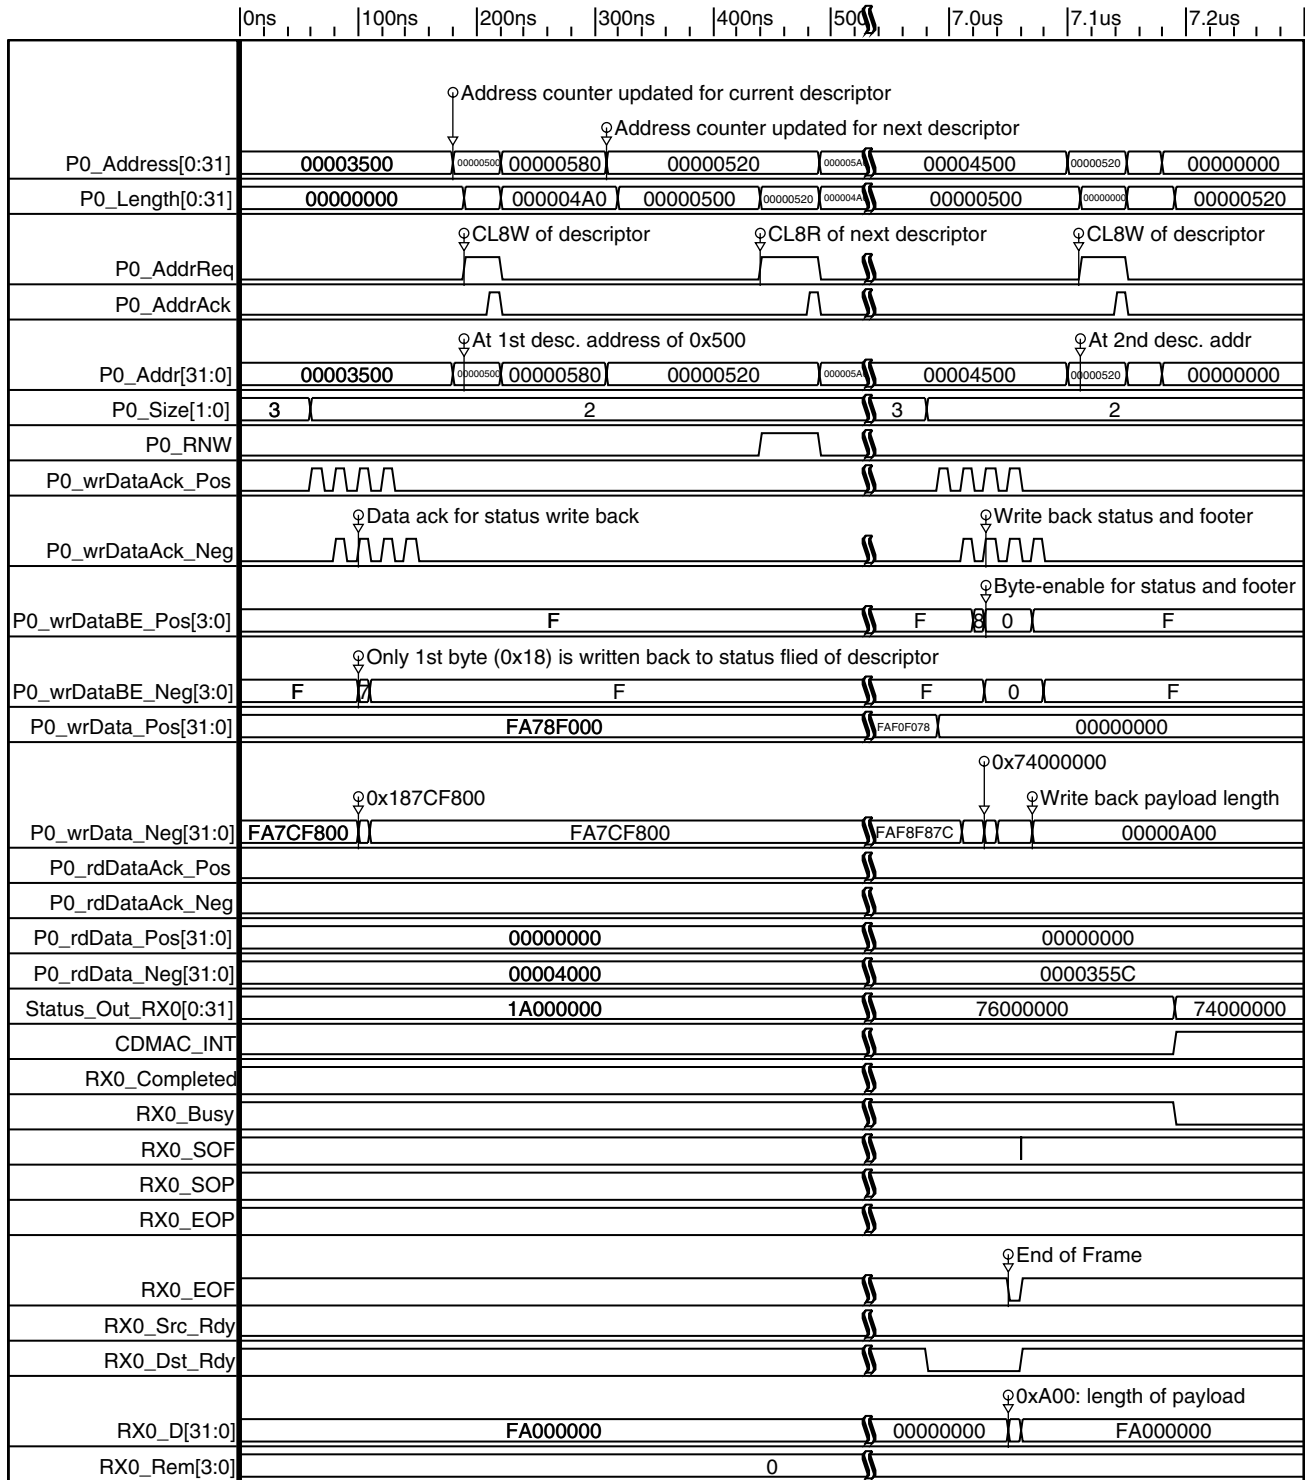 0ns 100ns 200ns 300ns 400ns 500 7.0us 7.1us 7.2us
Address counter updated for current descriptor
Address counter updated for next descriptor
P0_Address[0:31] 00003500 00000500 00000580 00000520 000005A0 00004500 00000520 00000000
P0_Length[0:31] 00000000 000004A0 00000500 00000520 000004A0 00000500 00000000 00000520
CL8W of descriptor CL8R of next descriptor CL8W of descriptor
P0_AddrReq
P0_AddrAck
At 1st desc. address of 0x500 At 2nd desc. addr
P0_Addr[31:0] 00003500 00000500 00000580 00000520 000005A0 00004500 00000520 00000000
P0_Size[1:0] 3 2 3 2
P0_RNW
P0_wrDataAck_Pos
Data ack for status write back Write back status and footer
P0_wrDataAck_Neg
Byte-enable for status and footer
P0_wrDataBE_Pos[3:0] F F 8 0 F
Only 1st byte (0x18) is written back to status flied of descriptor
P0_wrDataBE_Neg[3:0] F 7 F F 0 F
P0_wrData_Pos[31:0] FA78F000 FAF0F078 00000000
0x74000000
0x187CF800 Write back payload length
P0_wrData_Neg[31:0] FA7CF800 FA7CF800 FAF8F87C 00000A00
P0_rdDataAck_Pos
P0_rdDataAck_Neg
P0_rdData_Pos[31:0] 00000000 00000000
P0_rdData_Neg[31:0] 00004000 0000355C
Status_Out_RX0[0:31] 1A000000 76000000 74000000
CDMAC_INT
RX0_Completed
RX0_Busy
RX0_SOF
RX0_SOP
RX0_EOP
End of Frame
RX0_EOF
RX0_Src_Rdy
RX0_Dst_Rdy
0xA00: length of payload
RX0_D[31:0] FA000000 00000000 FA000000
RX0_Rem[3:0] 0